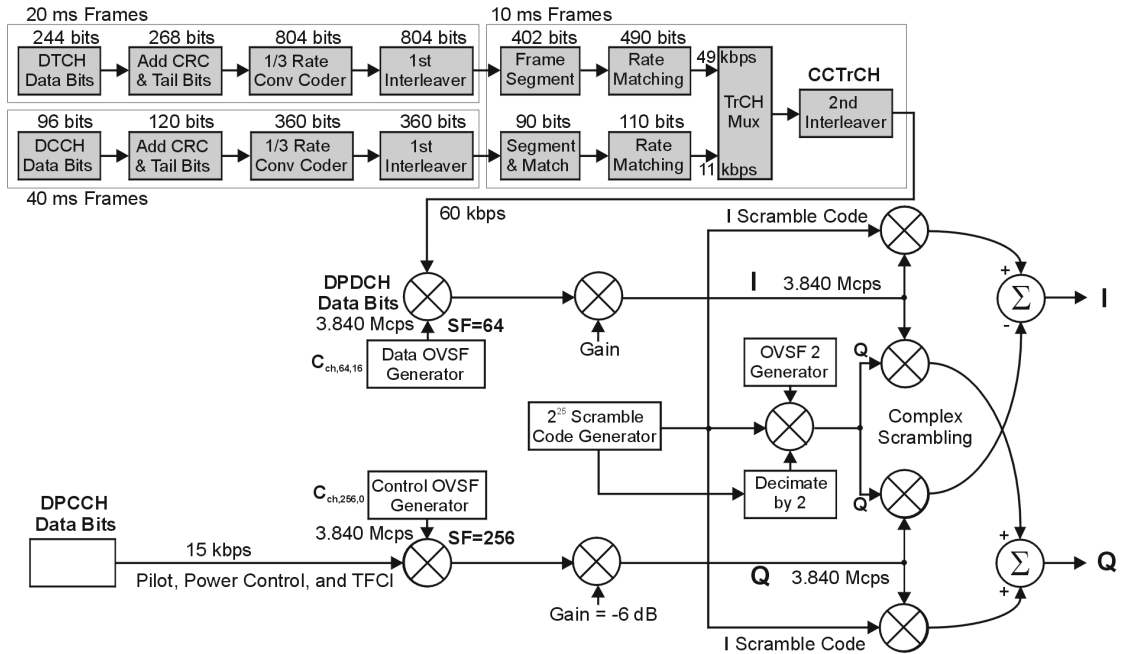 20 ms Frames
10 ms Frames
244 bits
268 bits
804 bits
804 bits
402 bits
490 bits
DTCH
Data Bits
Add CRC
& Tail Bits
1/3 Rate
Conv Coder
1st
Interleaver
Frame
Segment
Rate
Matching
49 kbps
CCTrCH
TrCH
Mux
2nd
Interleaver
96 bits
120 bits
360 bits
360 bits
90 bits
110 bits
DCCH
Data Bits
Add CRC
& Tail Bits
1/3 Rate
Conv Coder
1st
Interleaver
Segment
& Match
Rate
Matching
11 kbps
40 ms Frames
60 kbps
I Scramble Code
DPDCH
Data Bits
3.840 Mcps
SF=64
I
3.840 Mcps
+
Σ
-
I
Gain
C ch,64,16
Data OVSF
Generator
OVSF 2
Generator
Q
2^25 Scramble
Code Generator
Complex
Scrambling
Decimate
by 2
Q
C ch,256,0
Control OVSF
Generator
DPCCH
Data Bits
3.840 Mcps
SF=256
15 kbps
Pilot, Power Control, and TFCI
Q
3.840 Mcps
+
Σ
+
Q
Gain = -6 dB
I Scramble Code